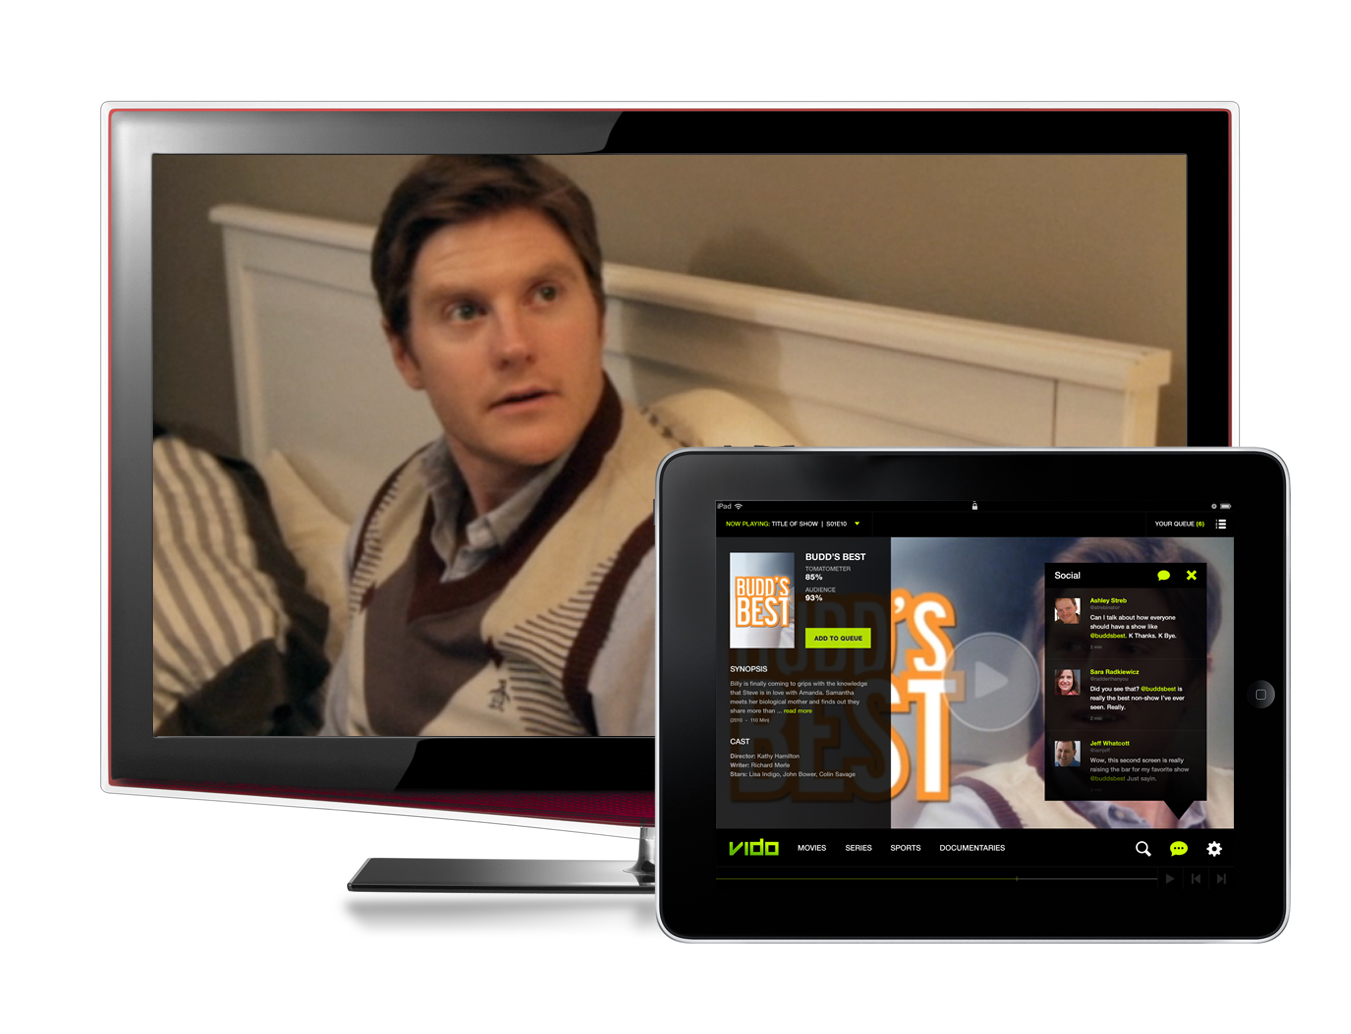 iPad
NOW PLAYING: TITLE OF SHOW | S01E10
YOUR QUEUE (6)
BUDD'S BEST
TOMATOMETER
85%
AUDIENCE
93%
ADD TO QUEUE
BUDD'S
BEST
SYNOPSIS
Billy is finally coming to grips with the knowledge
that Steve is in love with Amanda. Samantha
meets her biological mother and finds out they
share more than ... read more
(2010 - 110 Min)
CAST
Director: Kathy Hamilton
Writer: Richard Merle
Stars: Lisa Indigo, John Bower, Colin Savage
BUDD'S
BEST
Social
Ashley Streb
Can I talk about how everyone
should have a show like
@buddsbest. K Thanks. K Bye.
2 min
Sara Radkiewicz
Did you see that? @buddsbest is
really the best non-show I've ever
seen. Really.
2 min
Jeff Whatcott
Wow, this second screen is really
raising the bar for my favorite show
@buddsbest Just sayin.
vido
MOVIES
SERIES
SPORTS
DOCUMENTARIES